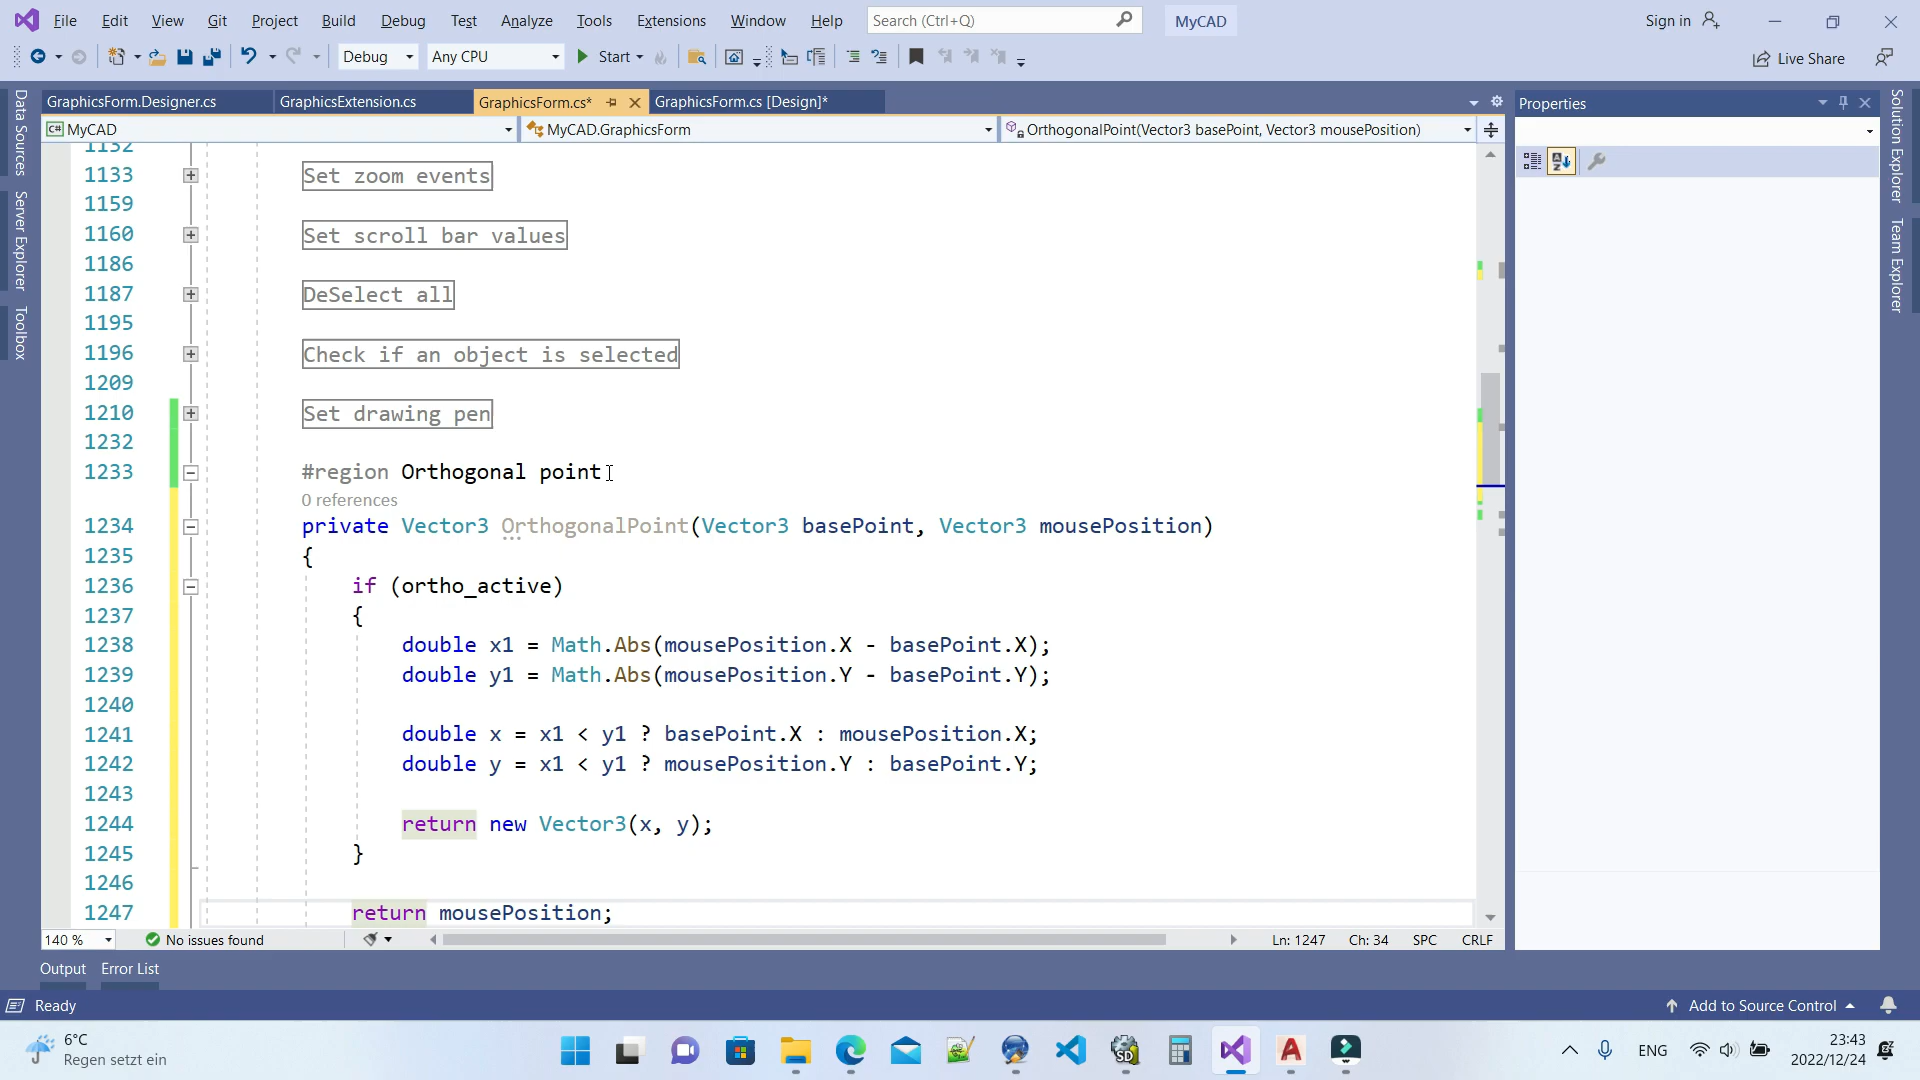 File Edit View Git Project Build Debug Test Analyze Tools Extensions Window Help Search (Ctrl+Q) MyCAD Sign in
Debug Any CPU Start Live Share
GraphicsForm.Designer.cs GraphicsExtension.cs GraphicsForm.cs* GraphicsForm.cs [Design]* Properties
C# MyCAD MyCAD.GraphicsForm OrthogonalPoint(Vector3 basePoint, Vector3 mousePosition)
Data Sources
Server Explorer
Toolbox
Solution Explorer
Team Explorer
1132
1133 Set zoom events
1159
1160 Set scroll bar values
1186
1187 DeSelect all
1195
1196 Check if an object is selected
1209
1210 Set drawing pen
1232
1233 #region Orthogonal point
0 references
1234 private Vector3 OrthogonalPoint(Vector3 basePoint, Vector3 mousePosition)
1235 {
1236 if (ortho_active)
1237 {
1238 double x1 = Math.Abs(mousePosition.X - basePoint.X);
1239 double y1 = Math.Abs(mousePosition.Y - basePoint.Y);
1240
1241 double x = x1 < y1 ? basePoint.X : mousePosition.X;
1242 double y = x1 < y1 ? mousePosition.Y : basePoint.Y;
1243
1244 return new Vector3(x, y);
1245 }
1246
1247 return mousePosition;
140 % No issues found Ln: 1247 Ch: 34 SPC CRLF
Output Error List
Ready Add to Source Control
6°C
Regen setzt ein
SD
ENG
23:43
2022/12/24